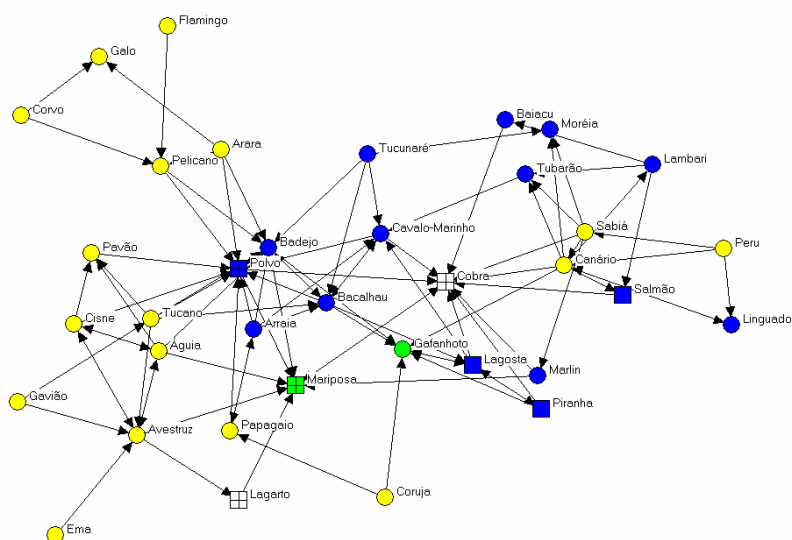 Flamingo
Galo
Corvo
Arara
Pelicano
Baiacu
Moréia
Tucunaré
Lambari
Tubarão
Cavalo-Marinho
Sabiá
Badejo
Pavão
Polvo
Peru
Canário
Cobra
Salmão
Bacalhau
Cisne
Tucano
Linguado
Arraia
Aguia
Gafanhoto
Lagosta
Marlin
Mariposa
Gavião
Piranha
Avestruz
Papagaio
Lagarto
Coruja
Ema